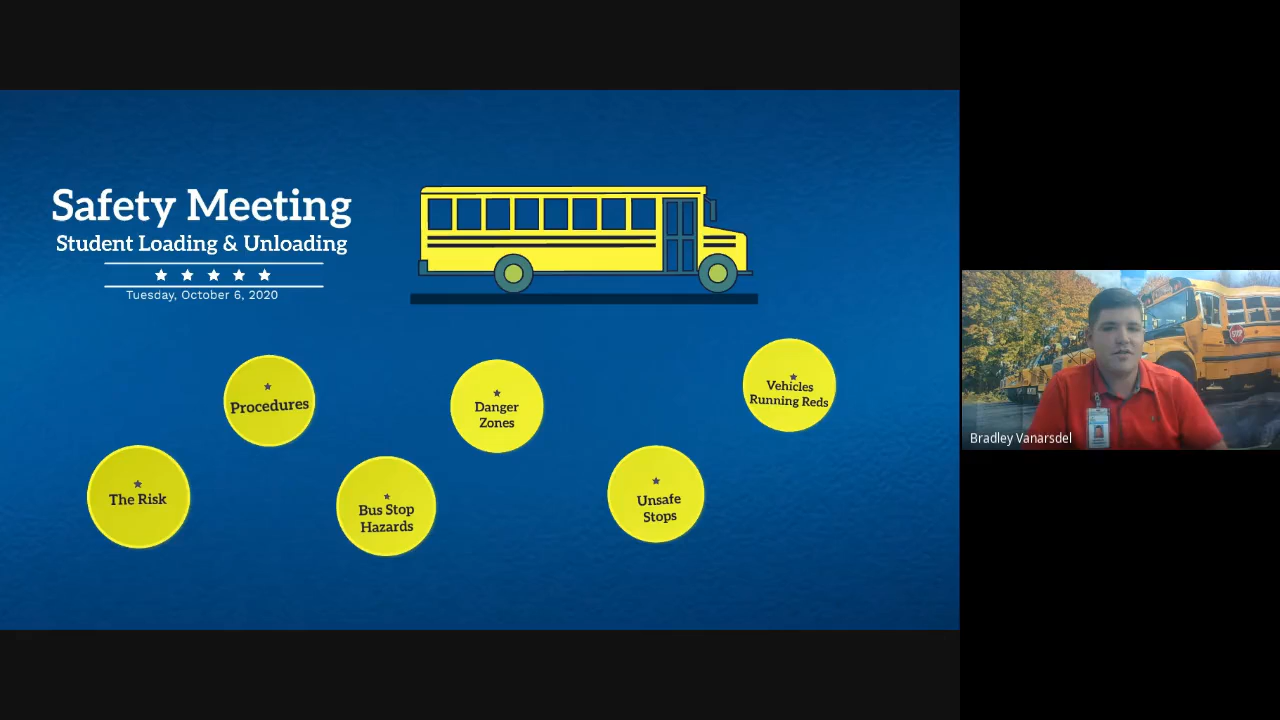 Safety Meeting
Student Loading & Unloading
Tuesday, October 6, 2020
Procedures
Danger
Zones
Vehicles
Running Reds
The Risk
Bus Stop
Hazards
Unsafe
Stops
STOP
Bradley Vanarsdel